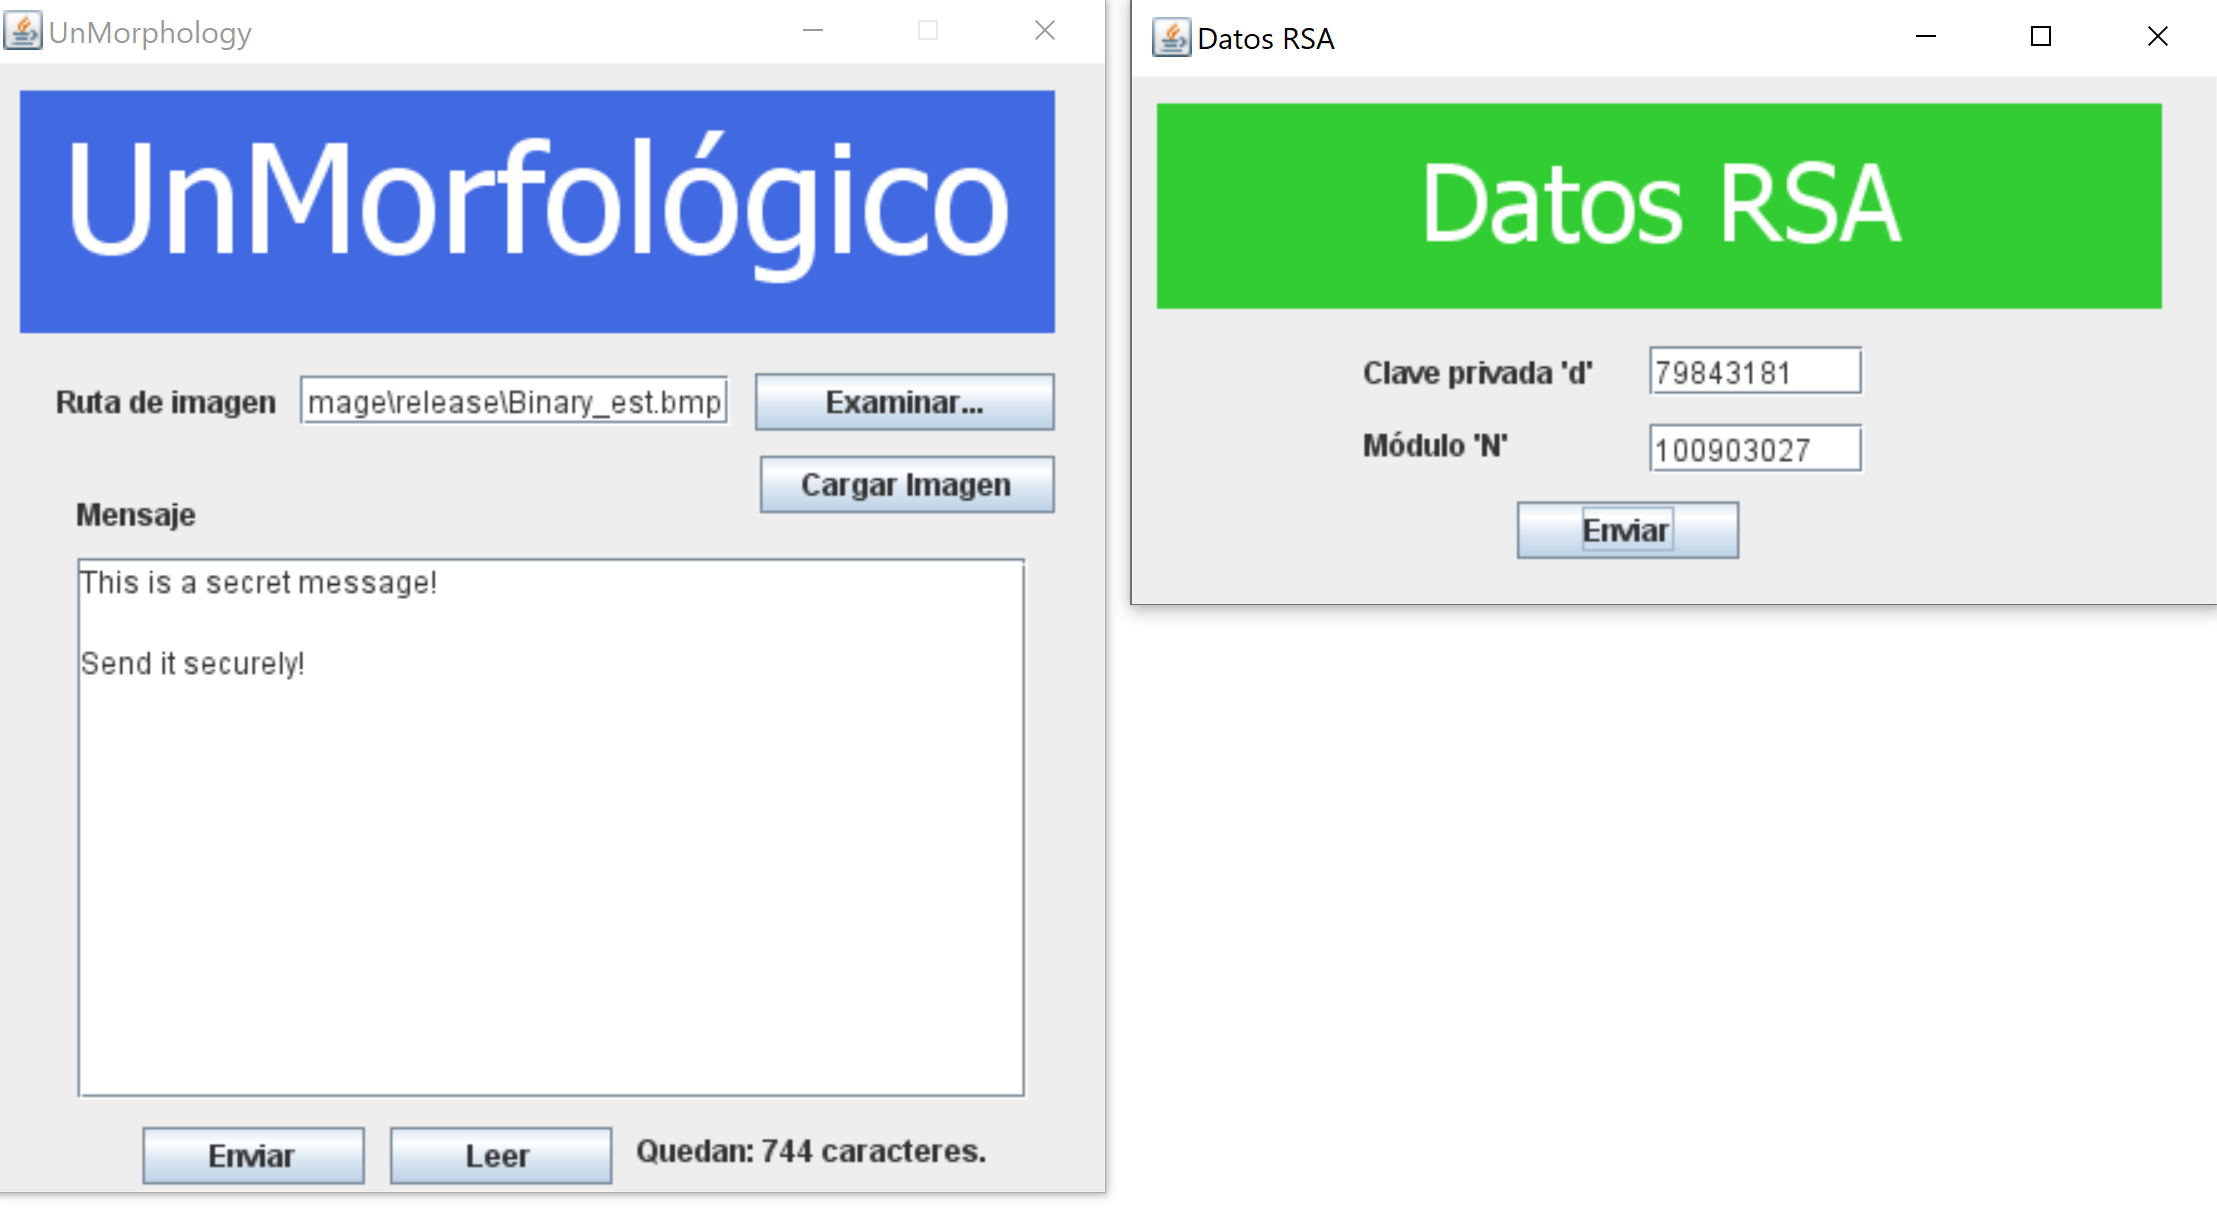 UnMorphology
UnMorfológico
Ruta de imagen
mage\release\Binary_est.bmp
Examinar...
Cargar Imagen
Mensaje
This is a secret message!
Send it securely!
Enviar
Leer
Quedan: 744 caracteres.
Datos RSA
Datos RSA
Clave privada 'd'
79843181
Módulo 'N'
100903027
Enviar